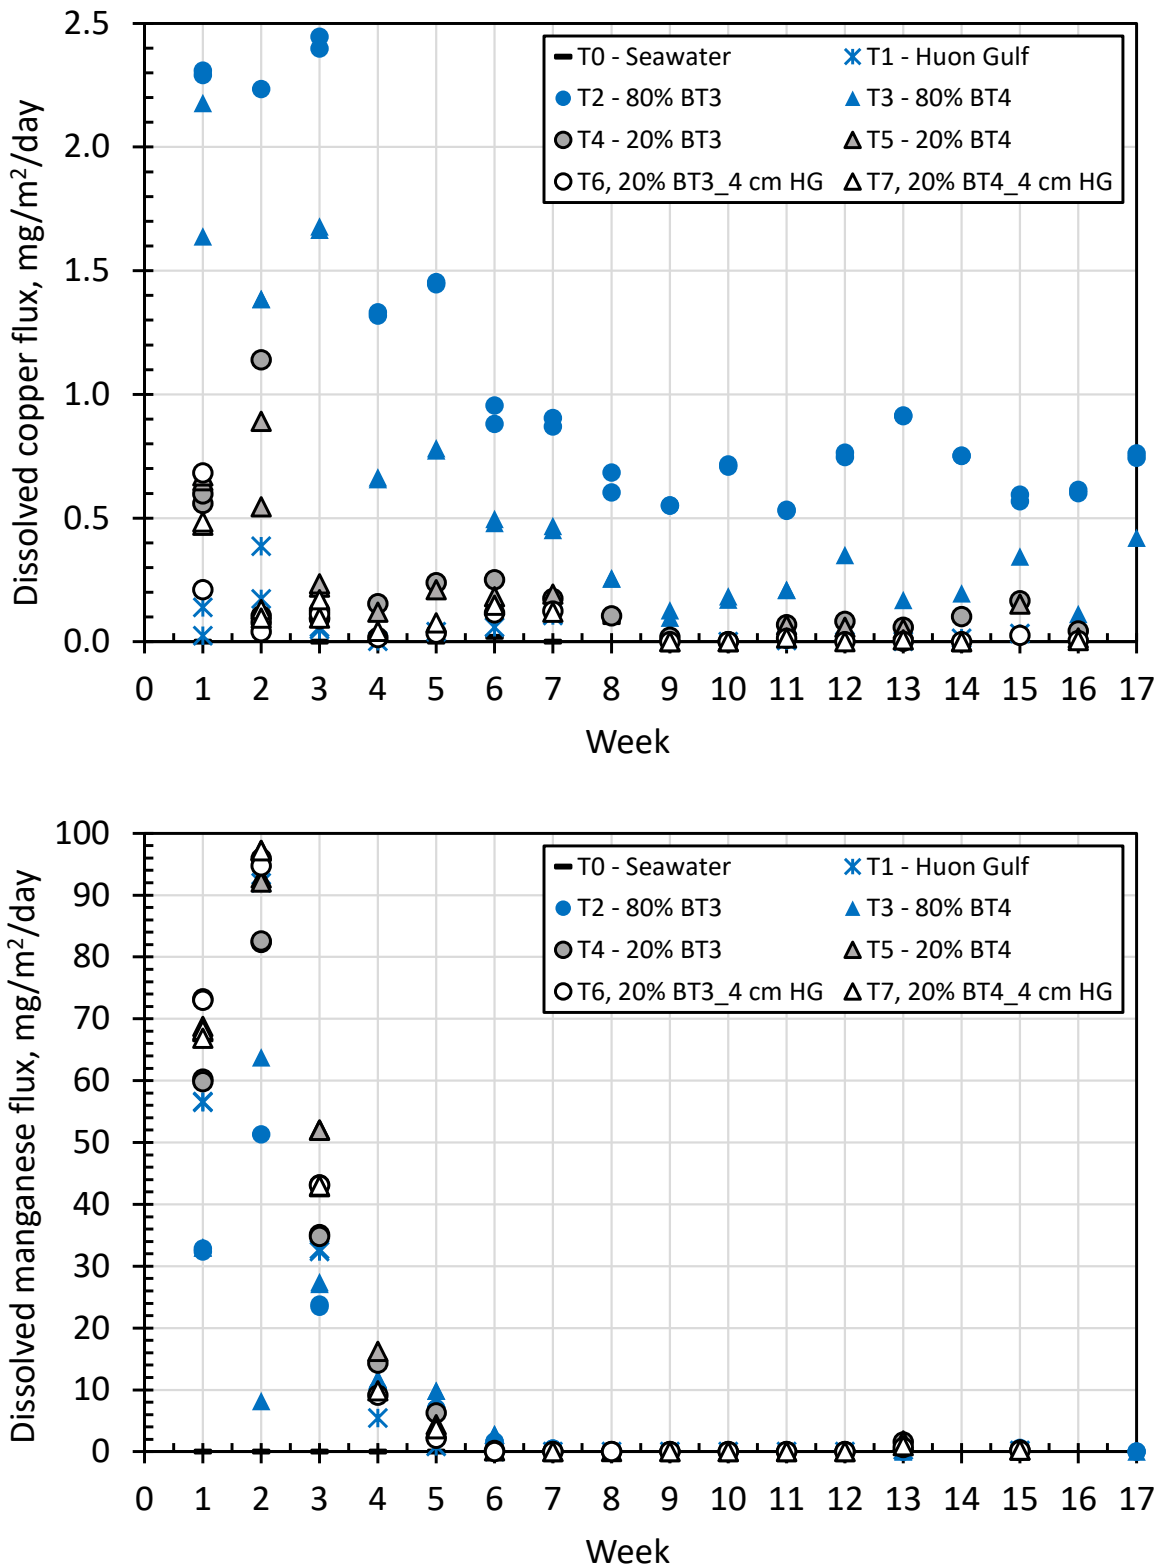 2.5
2.0
1.5
1.0
0.5
0.0
Dissolved copper flux, mg/m²/day
T0 - Seawater
T1 - Huon Gulf
T2 - 80% BT3
T3 - 80% BT4
T4 - 20% BT3
T5 - 20% BT4
T6, 20% BT3_4 cm HG
T7, 20% BT4_4 cm HG
0 1 2 3 4 5 6 7 8 9 10 11 12 13 14 15 16 17
Week
100
90
80
70
60
50
40
30
20
10
0
Dissolved manganese flux, mg/m²/day
T0 - Seawater
T1 - Huon Gulf
T2 - 80% BT3
T3 - 80% BT4
T4 - 20% BT3
T5 - 20% BT4
T6, 20% BT3_4 cm HG
T7, 20% BT4_4 cm HG
0 1 2 3 4 5 6 7 8 9 10 11 12 13 14 15 16 17
Week